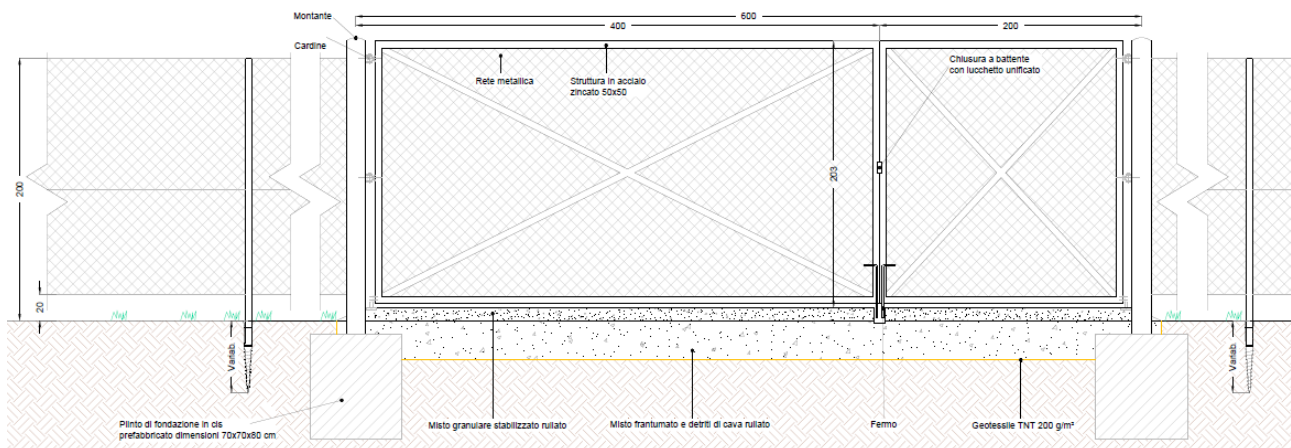 Montante
600
400
200
Cardine
Rete metallica
Struttura in acciaio
zincato 50x50
Chiusura a battente
con lucchetto unificato
200
203
20
Variab.
Variab.
Plinto di fondazione in cls
prefabbricato dimensioni 70x70x80 cm
Misto granulare stabilizzato rullato
Misto frantumato e detriti di cava rullato
Fermo
Geotessile TNT 200 g/m²